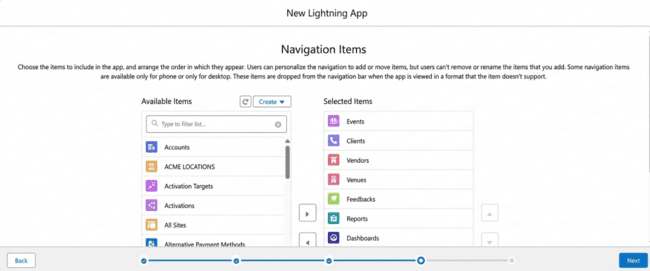 New Lightning App
Navigation Items
Choose the items to include in the app, and arrange the order in which they appear. Users can personalize the navigation to add or move items, but users can't remove or rename the items that you add. Some navigation items
are available only for phone or only for desktop. These items are dropped from the navigation bar when the app is viewed in a format that the item doesn't support.
Available Items
Create
Selected Items
Type to filter list...
Accounts
ACME LOCATIONS
Activation Targets
Activations
All Sites
Alternative Payment Methods
Events
Clients
Vendors
Venues
Feedbacks
Reports
Dashboards
Back
Next